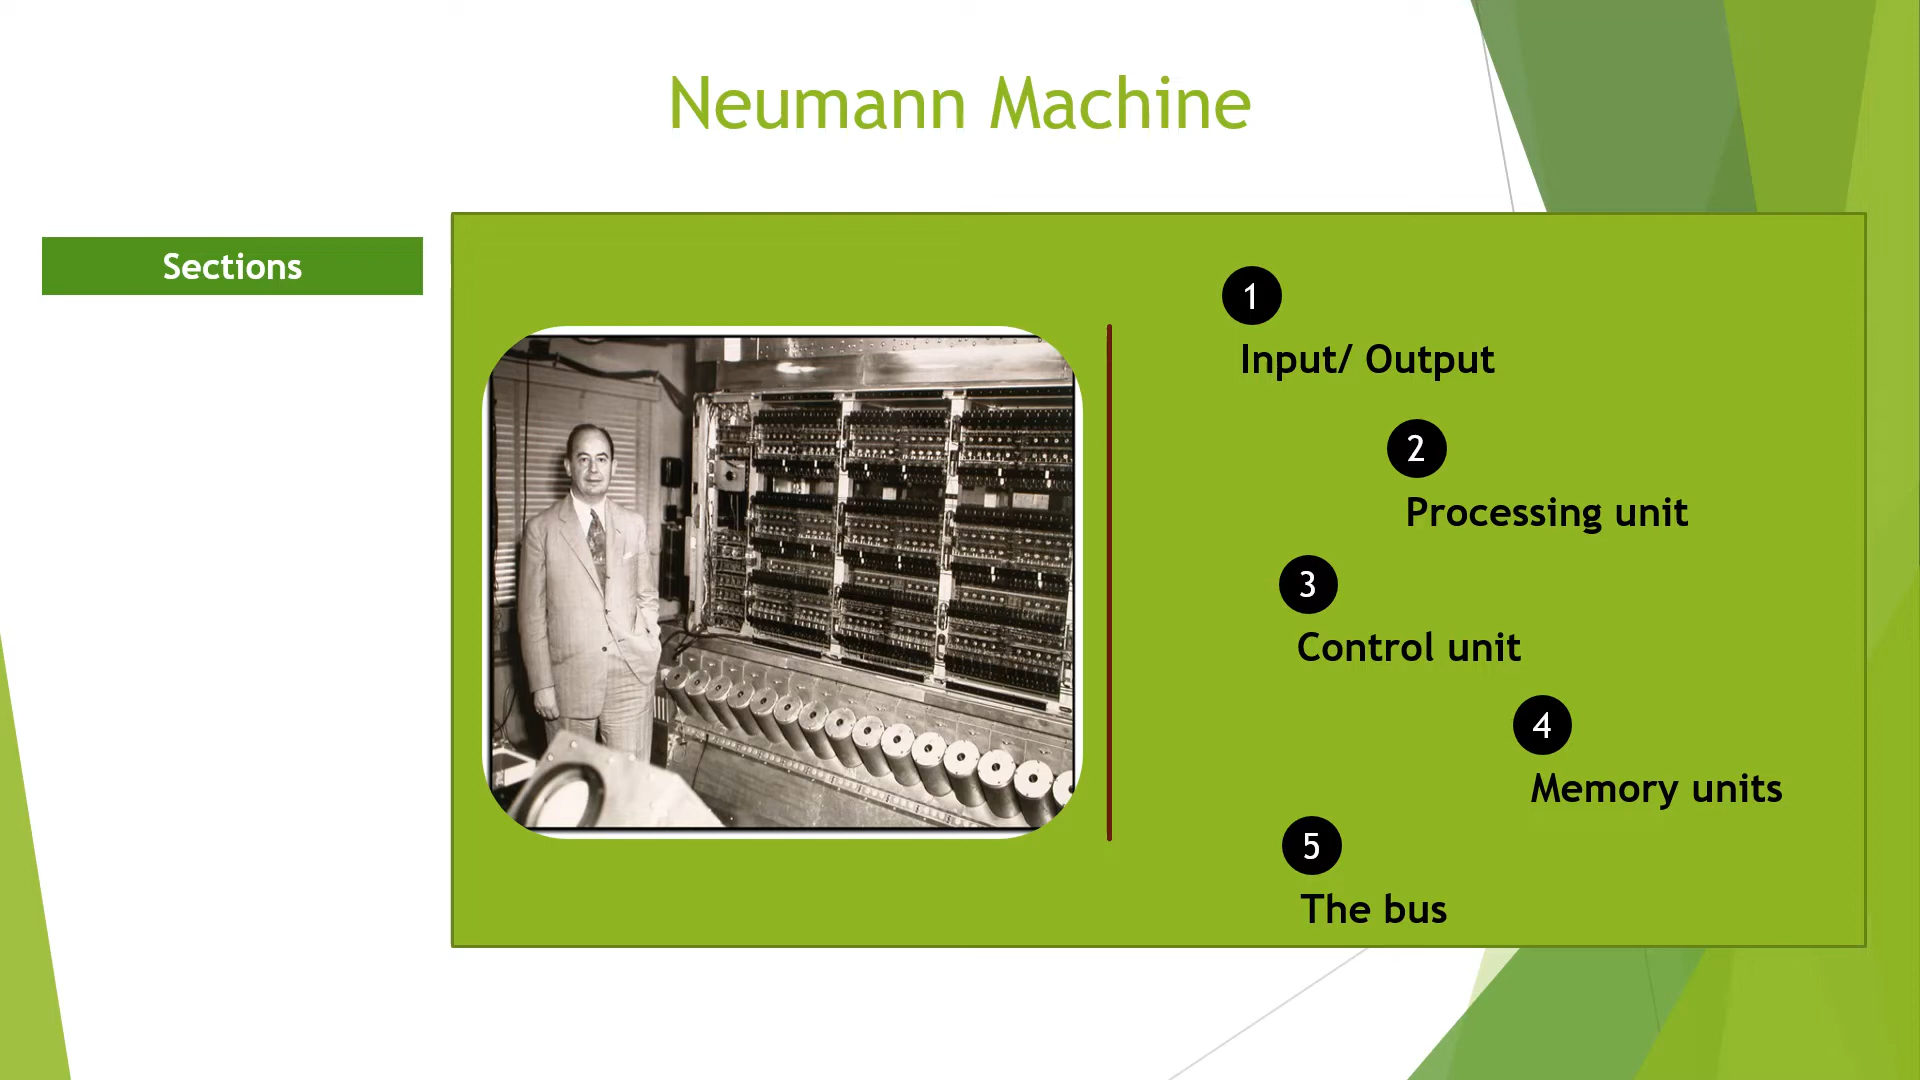 Neumann Machine
Sections
1
Input/ Output
2
Processing unit
3
Control unit
4
Memory units
5
The bus